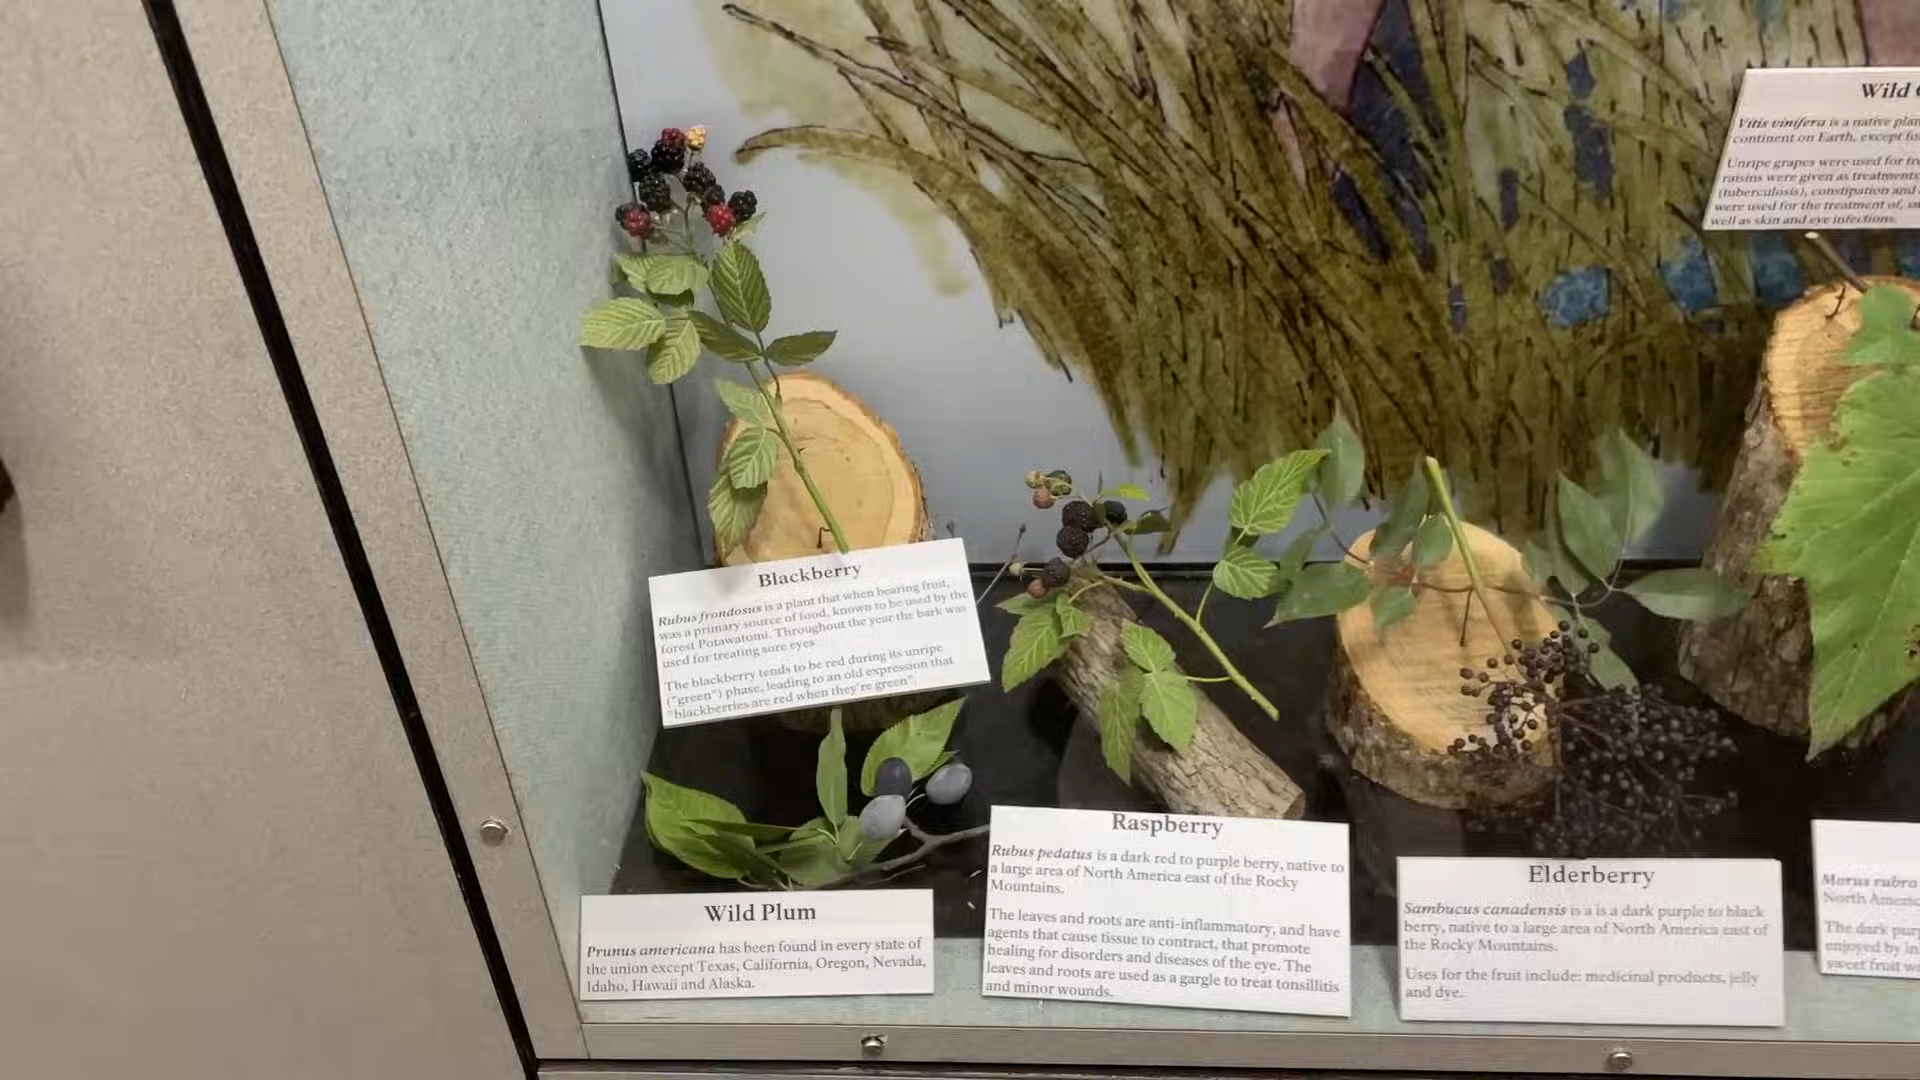 Wild
Vitis vinifera is a native
continent on Earth, except
Unripe grapes were used for
raisins were given as treatments
(tuberculosis), constipation and
were used for the treatment of,
well as skin and eye infections.
Blackberry
Rubus frondosus is a plant that when bearing fruit,
was a primary source of food, known to be used by the
forest Potawatomi. Throughout the year the bark was
used for treating sore eyes.
The blackberry tends to be red during its unripe
("green") phase, leading to an old expression that
"blackberries are red when they're green".
Wild Plum
Prunus americana has been found in every state of
the union except Texas, California, Oregon, Nevada,
Idaho, Hawaii and Alaska.
Raspberry
Rubus pedatus is a dark red to purple berry, native to
a large area of North America east of the Rocky
Mountains.
The leaves and roots are anti-inflammatory, and have
agents that cause tissue to contract, that promote
healing for disorders and diseases of the eye. The
leaves and roots are used as a gargle to treat tonsillitis
and minor wounds.
Elderberry
Sambucus canadensis is a is a dark purple to black
berry, native to a large area of North America east of
the Rocky Mountains.
Uses for the fruit include: medicinal products, jelly
and dye.
Morus rubra
North
The dark
enjoyed by
sweet fruit